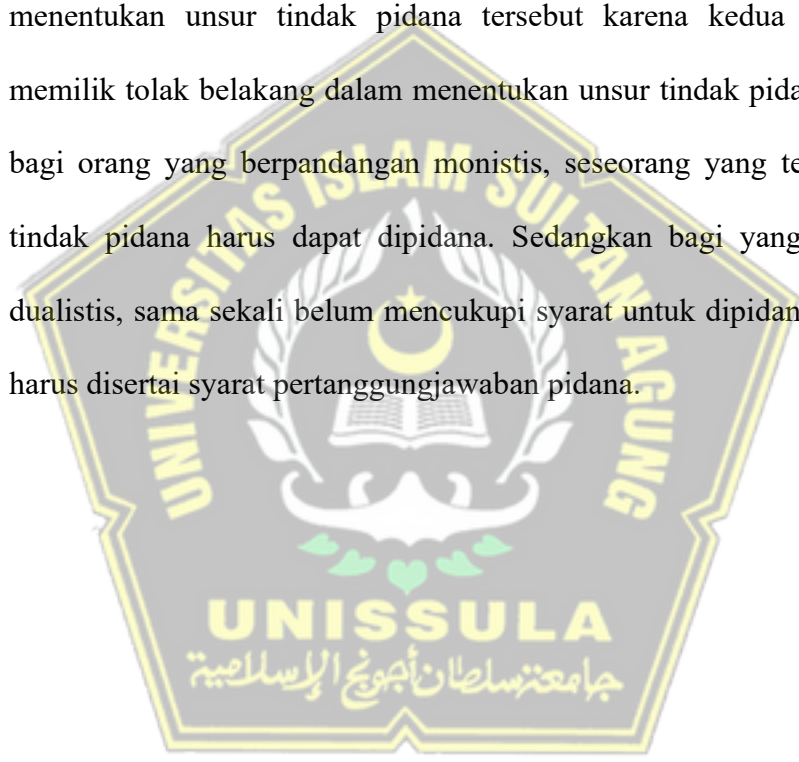 menentukan unsur tindak pidana tersebut karena kedua
memilik tolak belakang dalam menentukan unsur tindak pida
bagi orang yang berpandangan monistis, seseorang yang te
tindak pidana harus dapat dipidana. Sedangkan bagi yang
dualistis, sama sekali belum mencukupi syarat untuk dipidan
harus disertai syarat pertanggungjawaban pidana.
UNIVERSITAS ISLAM SULTAN AGUNG
UNISSULA
جامعتسلطان أجونج الإسلامية